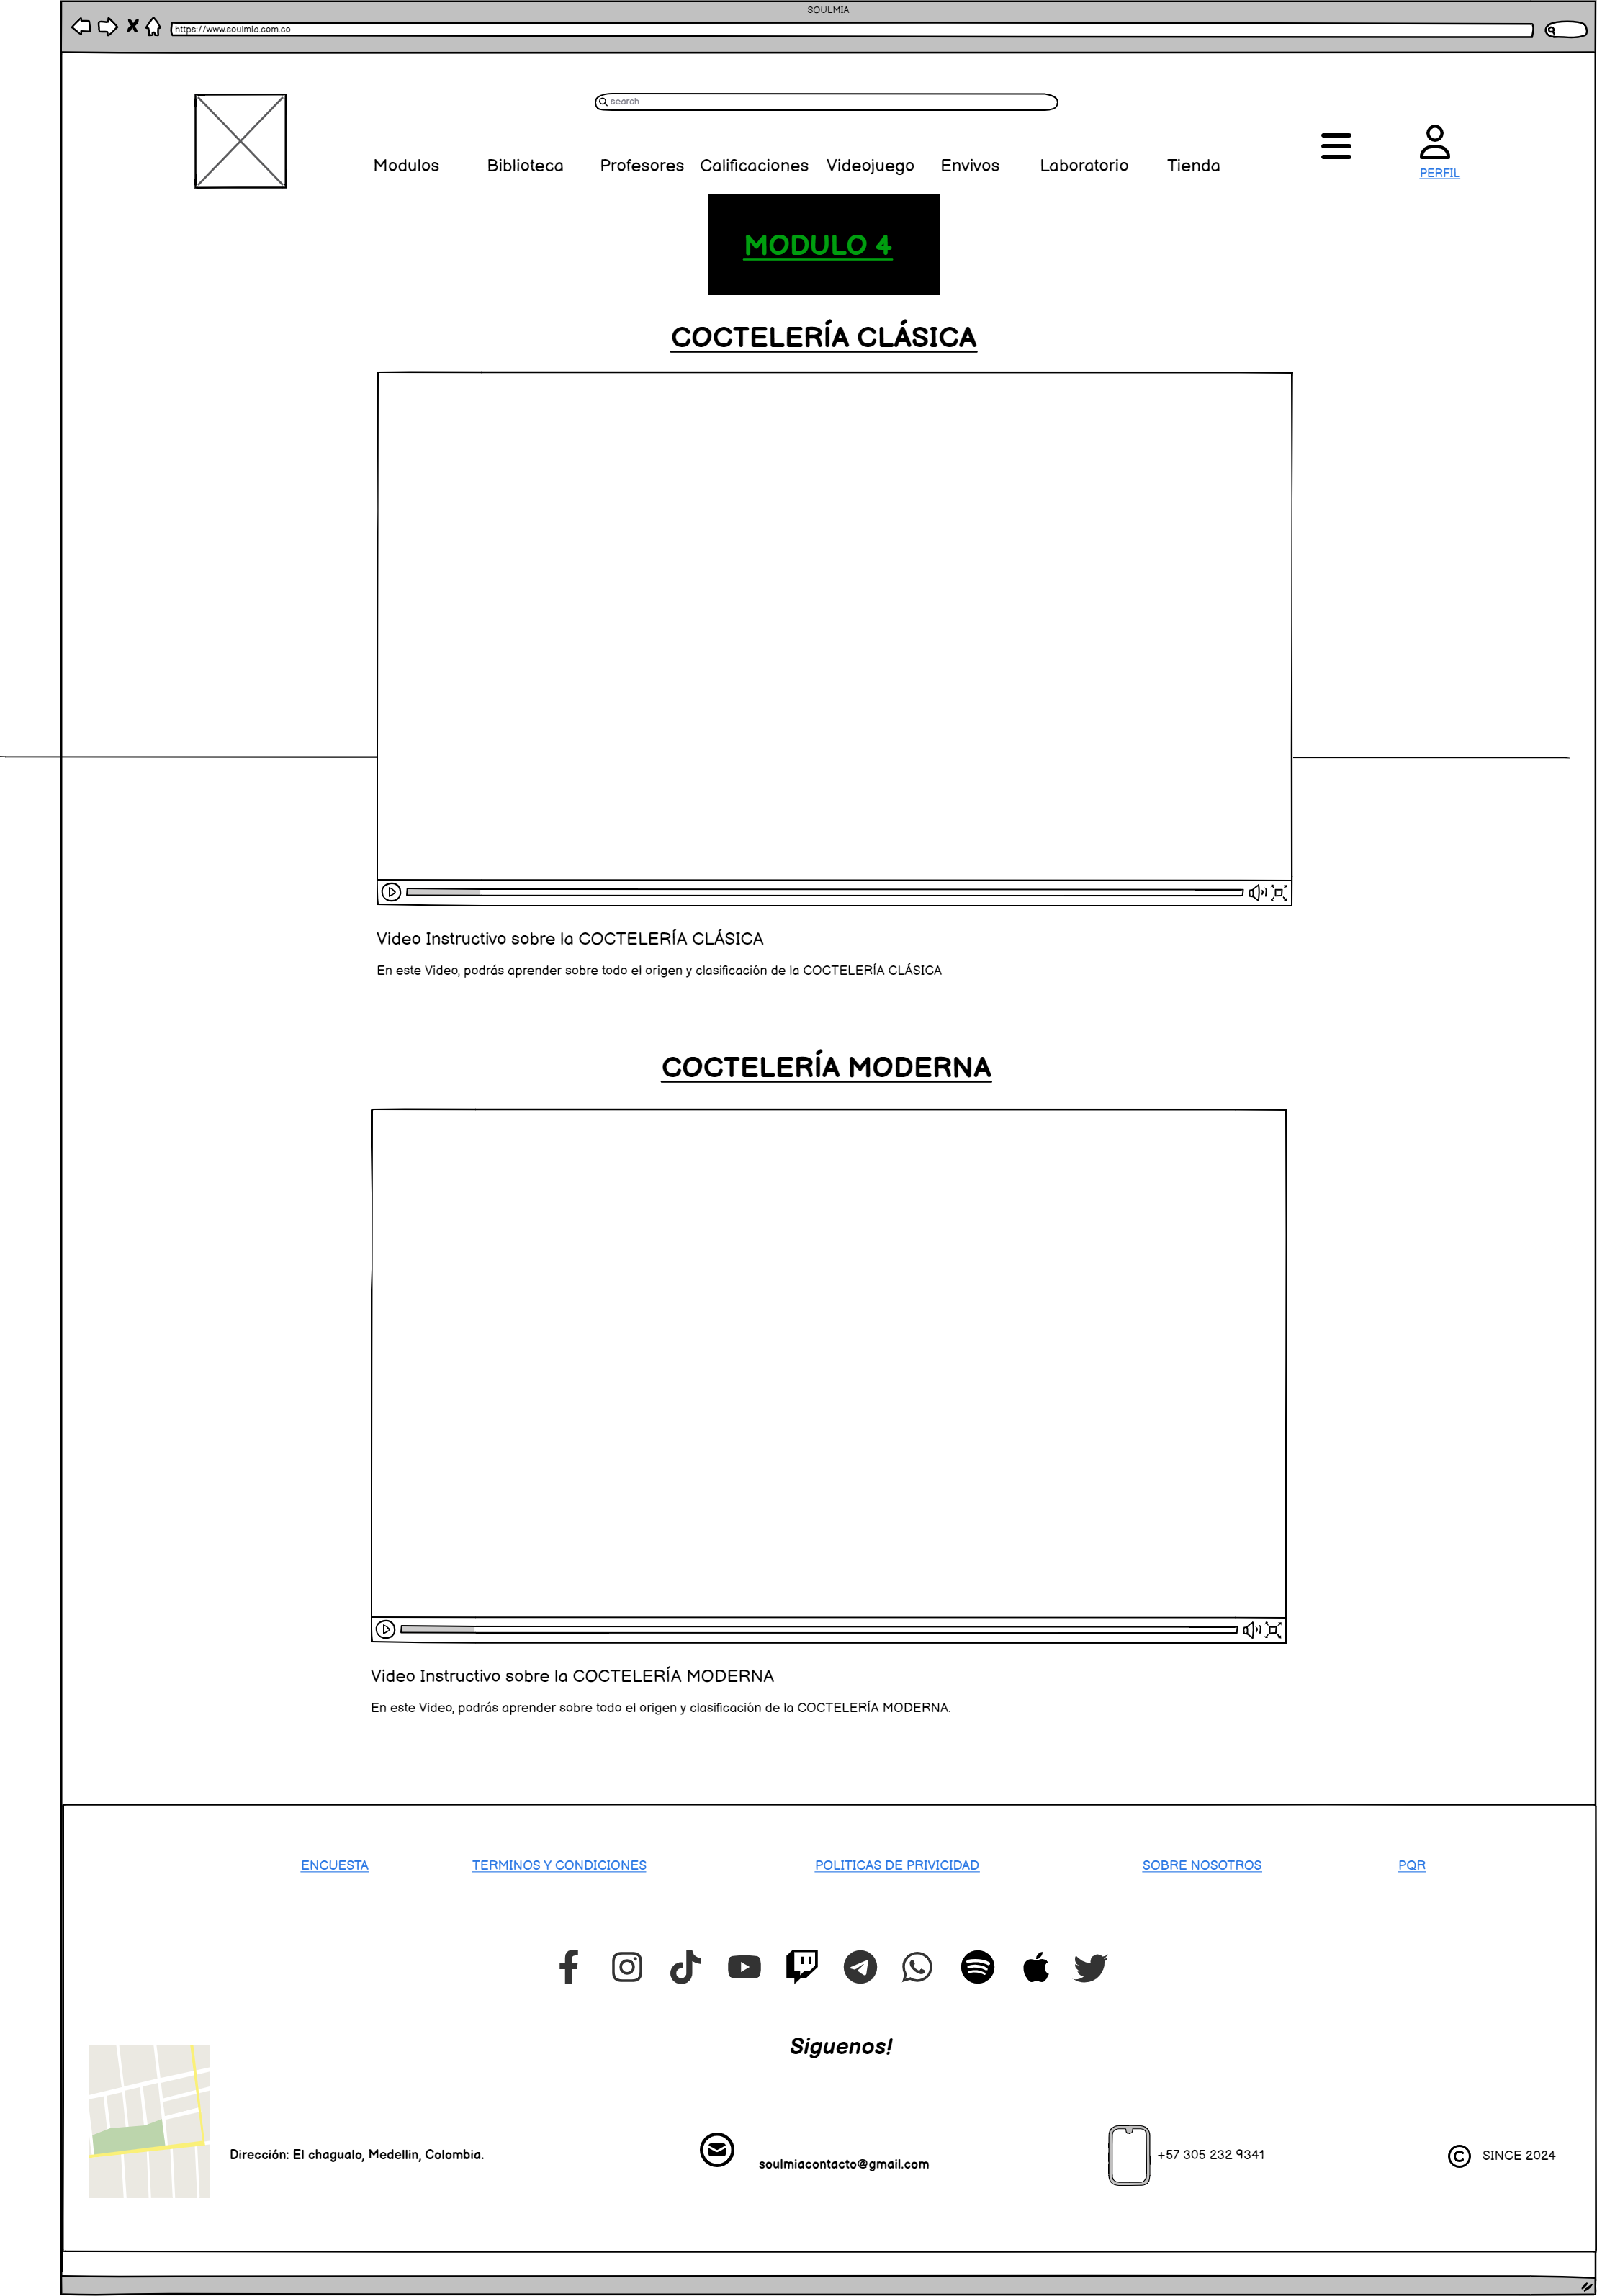 SOULMIA
https://www.soulmia.com.co
search
Modulos Biblioteca Profesores Calificaciones Videojuego Envivos Laboratorio Tienda
PERFIL
MODULO 4
COCTELERÍA CLÁSICA
Video Instructivo sobre la COCTELERÍA CLÁSICA
En este Video, podrás aprender sobre todo el origen y clasificación de la COCTELERÍA CLÁSICA
COCTELERÍA MODERNA
Video Instructivo sobre la COCTELERÍA MODERNA
En este Video, podrás aprender sobre todo el origen y clasificación de la COCTELERÍA MODERNA.
ENCUESTA TERMINOS Y CONDICIONES POLITICAS DE PRIVICIDAD SOBRE NOSOTROS PQR
Siguenos!
Dirección: El chagualo, Medellin, Colombia.
soulmiacontacto@gmail.com
+57 305 232 9341
© SINCE 2024